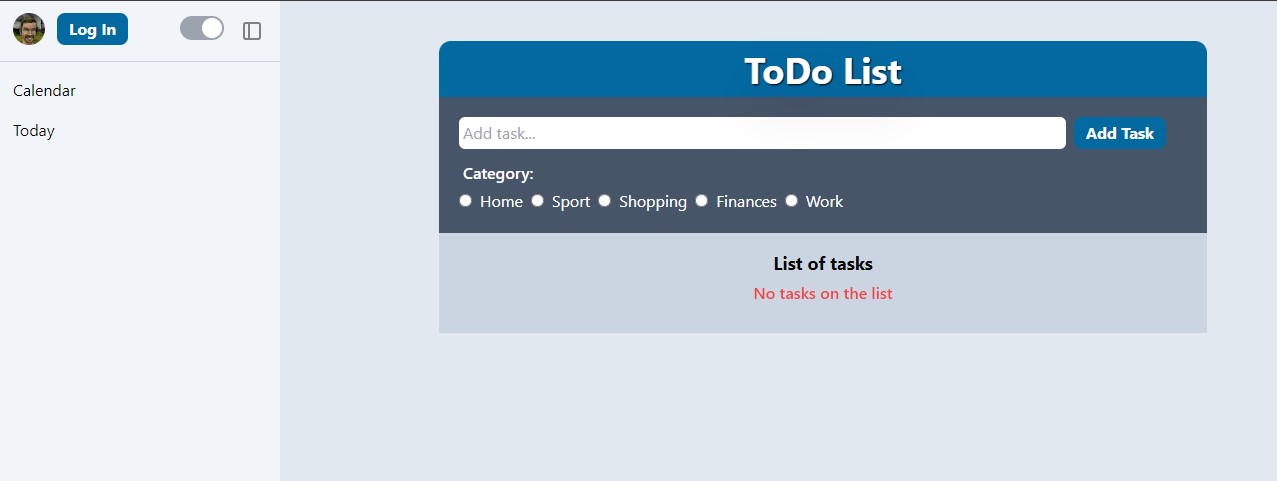 Log In
Calendar
Today
ToDo List
Add task...
Add Task
Category:
Home Sport Shopping Finances Work
List of tasks
No tasks on the list